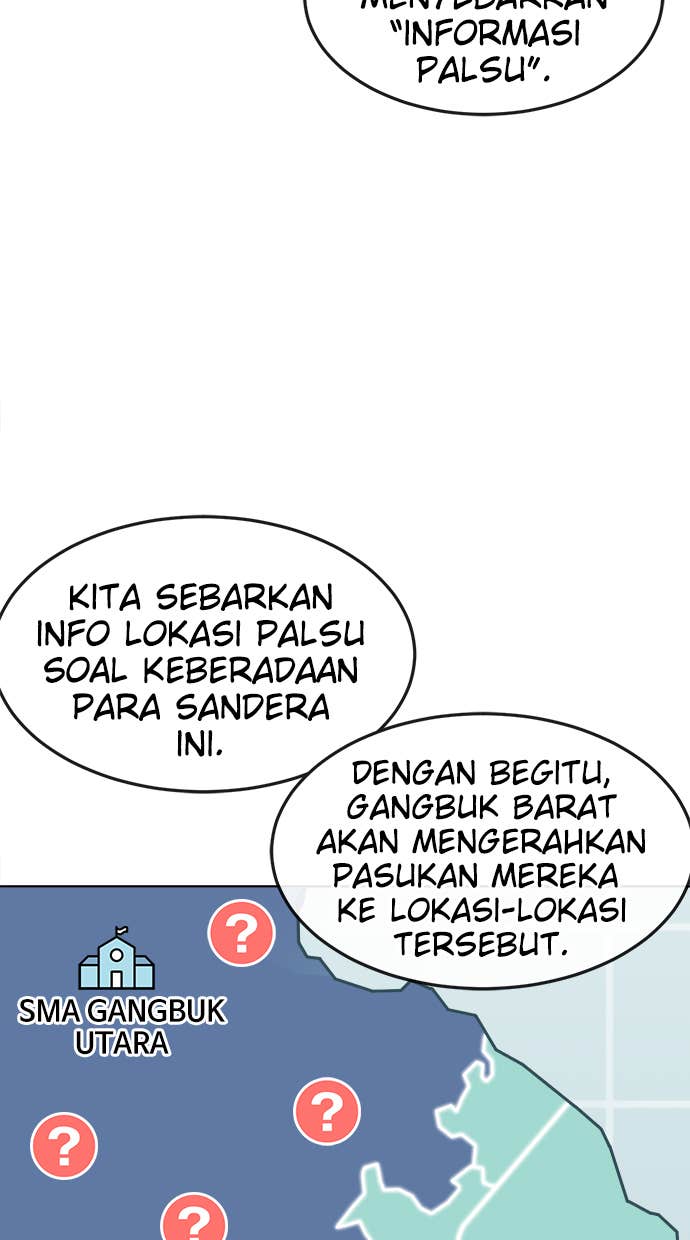 MENYEBARKAN
“INFORMASI
PALSU”.
KITA SEBARKAN
INFO LOKASI PALSU
SOAL KEBERADAAN
PARA SANDERA
INI.
DENGAN BEGITU,
GANGBUK BARAT
AKAN MENGERAHKAN
PASUKAN MEREKA
KE LOKASI-LOKASI
TERSEBUT.
?
SMA GANGBUK
UTARA
?
?
?